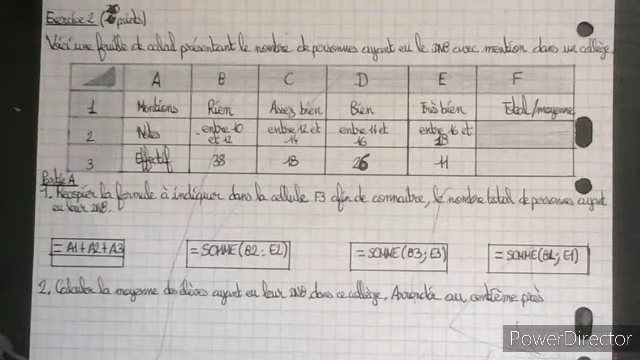 Exercice 2 (20 points)
Voici une feuille de calcul présentant le nombre de personnes ayant eu le DNB avec mention dans un collège.
A B C D E F
1 Mentions Rien Assez bien Bien Très bien Total/moyenne
2 Notes entre 10 et 12 entre 12 et 14 entre 14 et 16 entre 16 et 18
3 Effectif 38 18 26 11
Partie A
1. Recopier la formule à indiquer dans la cellule F3 afin de connaitre, le nombre total de personnes ayant
eu leur DNB.
=A1+A2+A3 =SOMME(B2:E2) =SOMME(B3;E3) =SOMME(B1;E1)
2. Calculer la moyenne des élèves ayant eu leur DNB dans ce collège. Arrondie au centième près
PowerDirector